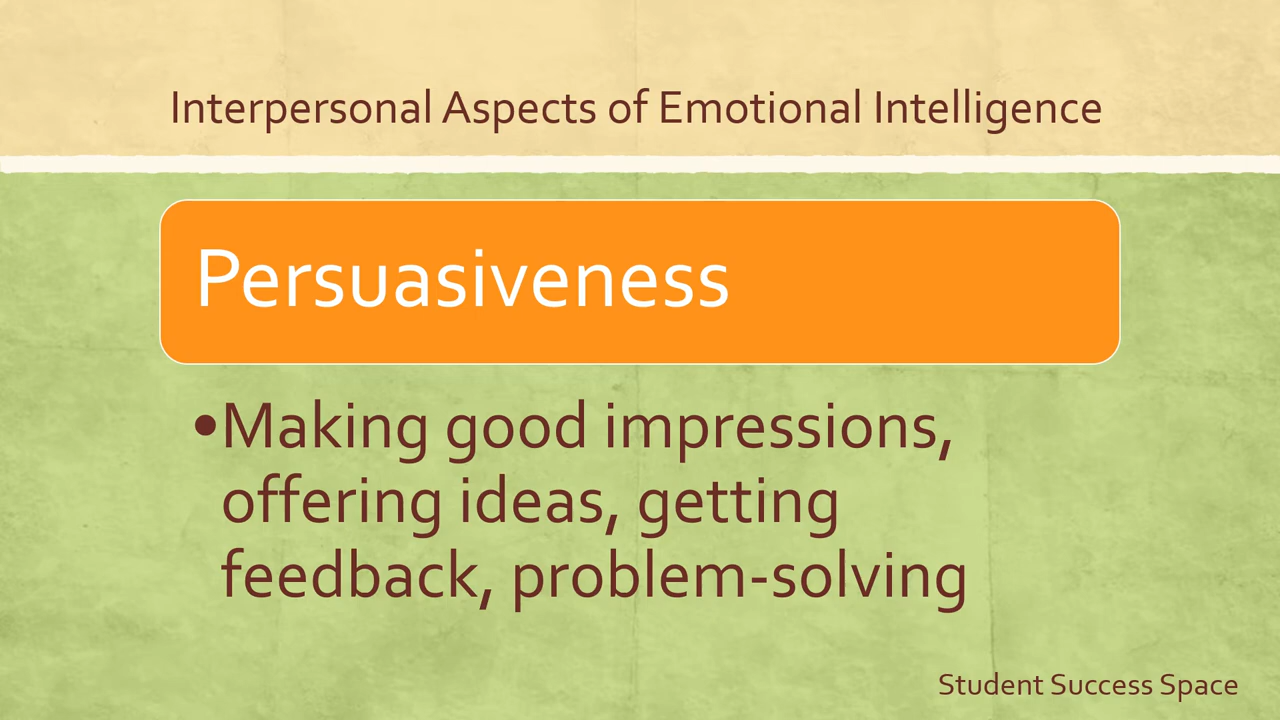 Interpersonal Aspects of Emotional Intelligence
Persuasiveness
•Making good impressions,
offering ideas, getting
feedback, problem-solving
Student Success Space